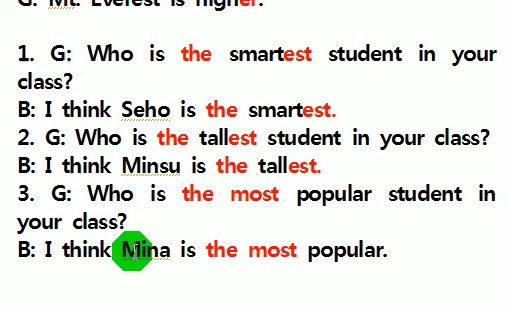 G: Mt. Everest is higher.
1. G: Who is the smartest student in your
class?
B: I think Seho is the smartest.
2. G: Who is the tallest student in your class?
B: I think Minsu is the tallest.
3. G: Who is the most popular student in
your class?
B: I think Mina is the most popular.